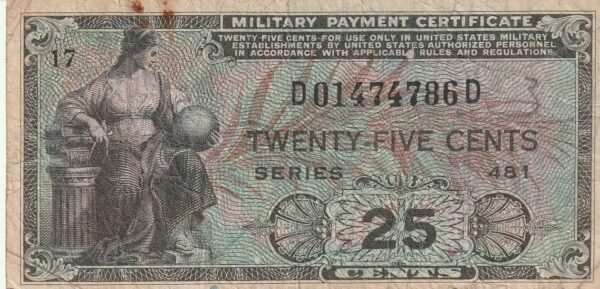 MILITARY PAYMENT CERTIFICATE
TWENTY-FIVE CENTS-FOR USE ONLY IN UNITED STATES MILITARY
ESTABLISHMENTS BY UNITED STATES AUTHORIZED PERSONNEL
IN ACCORDANCE WITH APPLICABLE RULES AND REGULATIONS.
17
D01474786D
3
TWENTY-FIVE CENTS
SERIES 481
25
CENTS